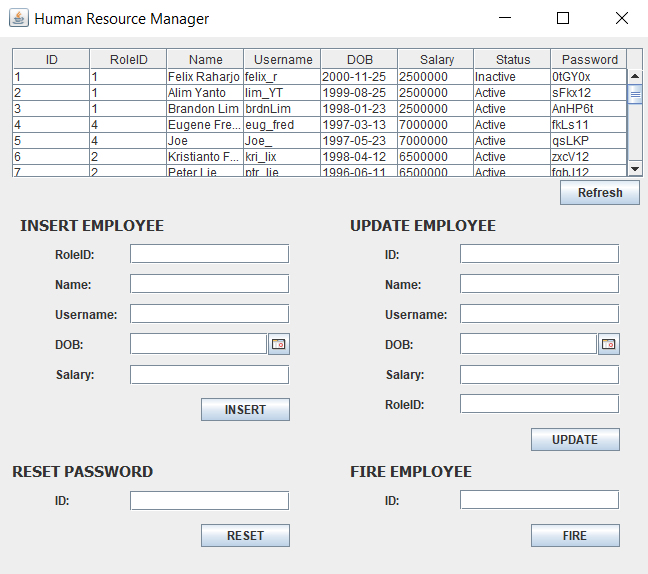 Human Resource Manager
ID RoleID Name Username DOB Salary Status Password
1 1 Felix Raharjo felix_r 2000-11-25 2500000 Inactive 0tGY0x
2 1 Alim Yanto lim_YT 1999-08-25 2500000 Active sFkx12
3 1 Brandon Lim brdnLim 1998-01-23 2500000 Active AnHP6t
4 4 Eugene Fre... eug_fred 1997-03-13 7000000 Active fkLs11
5 4 Joe Joe_ 1997-05-23 7000000 Active qsLKP
6 2 Kristianto F... kri_lix 1998-04-12 6500000 Active zxcV12
7 2 Peter Lie ptr_lie 1996-06-11 6500000 Active fghJ12
Refresh
INSERT EMPLOYEE
RoleID:
Name:
Username:
DOB:
Salary:
INSERT
UPDATE EMPLOYEE
ID:
Name:
Username:
DOB:
Salary:
RoleID:
UPDATE
RESET PASSWORD
ID:
RESET
FIRE EMPLOYEE
ID:
FIRE